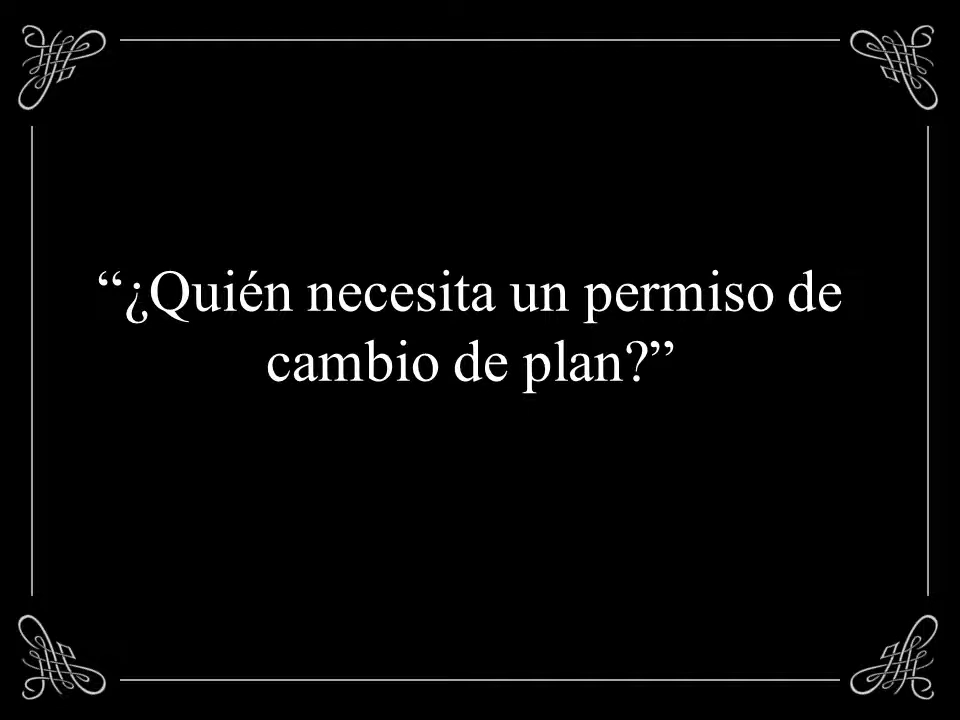 “¿Quién necesita un permiso de
cambio de plan?”